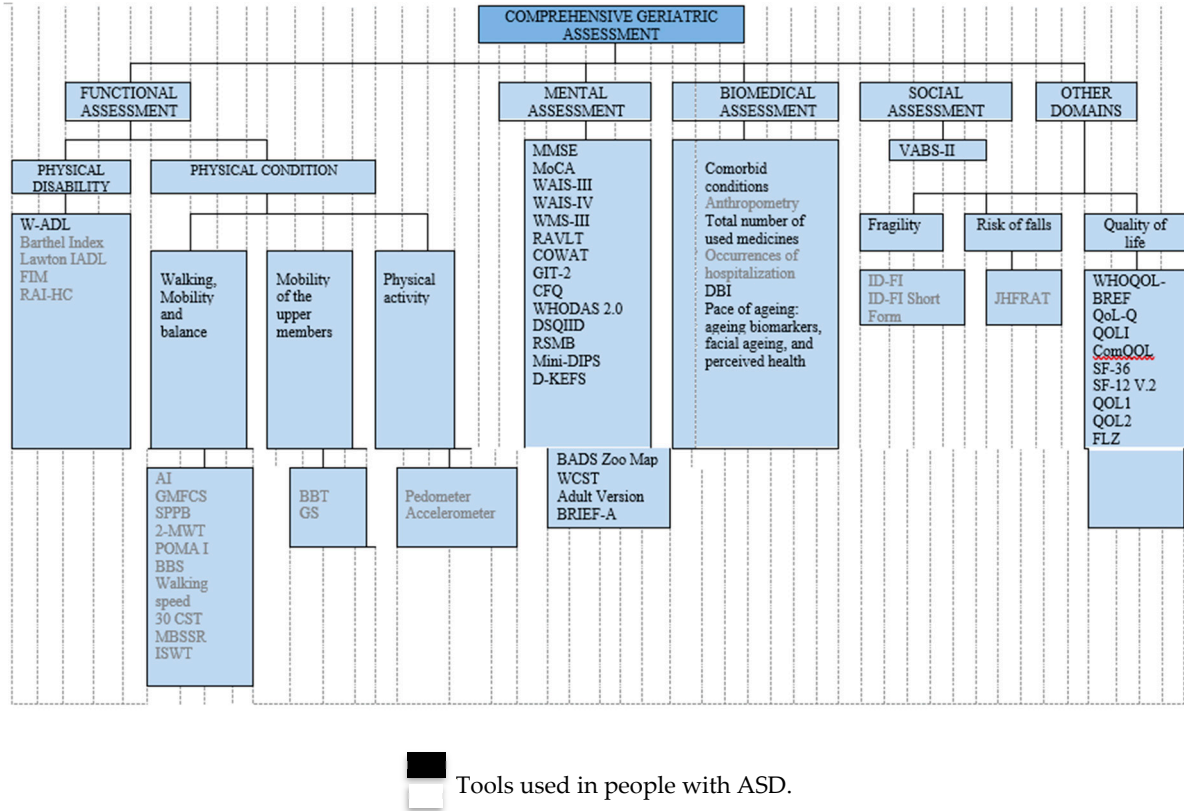 COMPREHENSIVE GERIATRIC
ASSESSMENT
FUNCTIONAL
ASSESSMENT
MENTAL
ASSESSMENT
BIOMEDICAL
ASSESSMENT
SOCIAL
ASSESSMENT
OTHER
DOMAINS
PHYSICAL
DISABILITY
PHYSICAL CONDITION
W-ADL
Barthel Index
Lawton IADL
FIM
RAI-HC
Walking,
Mobility
and
balance
Mobility
of the
upper
members
Physical
activity
AI
GMFCS
SPPB
2-MWT
POMA I
BBS
Walking
speed
30 CST
MBSSR
ISWT
BBT
GS
Pedometer
Accelerometer
MMSE
MoCA
WAIS-III
WAIS-IV
WMS-III
RAVLT
COWAT
GIT-2
CFQ
WHODAS 2.0
DSQIID
RSMB
Mini-DIPS
D-KEFS
BADS Zoo Map
WCST
Adult Version
BRIEF-A
Comorbid
conditions
Anthropometry
Total number of
used medicines
Occurrences of
hospitalization
DBI
Pace of ageing:
ageing biomarkers,
facial ageing, and
perceived health
VABS-II
Fragility
Risk of falls
Quality of
life
ID-FI
ID-FI Short
Form
JHFRAT
WHOQOL-
BREF
QoL-Q
QOLI
ComQOL
SF-36
SF-12 V.2
QOL1
QOL2
FLZ
Tools used in people with ASD.